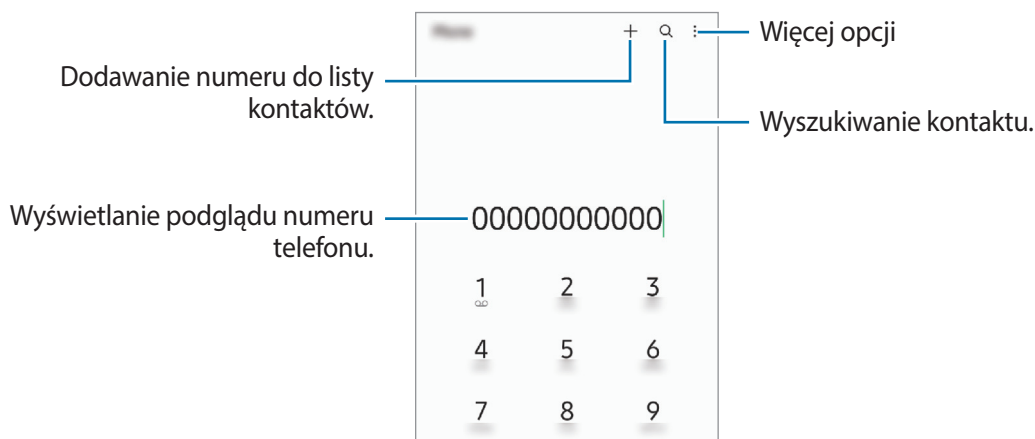 Więcej opcji
Dodawanie numeru do listy
kontaktów.
Wyszukiwanie kontaktu.
Wyświetlanie podglądu numeru
telefonu.
00000000000
1 2 3
4 5 6
7 8 9